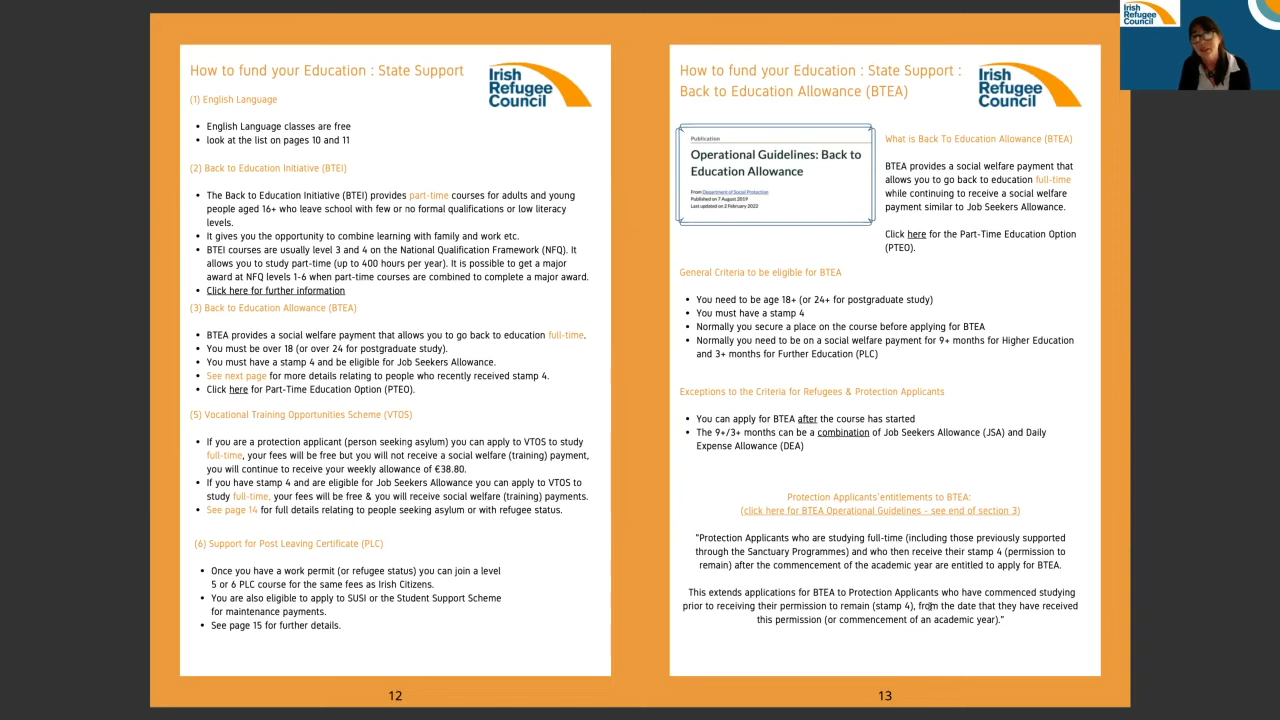 How to fund your Education : State Support
Irish
Refugee
Council
(1) English Language
• English Language classes are free
• look at the list on pages 10 and 11
(2) Back to Education Initiative (BTEI)
• The Back to Education Initiative (BTEI) provides part-time courses for adults and young
people aged 16+ who leave school with few or no formal qualifications or low literacy
levels.
• It gives you the opportunity to combine learning with family and work etc.
• BTEI courses are usually level 3 and 4 on the National Qualification Framework (NFQ). It
allows you to study part-time (up to 400 hours per year). It is possible to get a major
award at NFQ levels 1-6 when part-time courses are combined to complete a major award.
• Click here for further information
(3) Back to Education Allowance (BTEA)
• BTEA provides a social welfare payment that allows you to go back to education full-time.
• You must be over 18 (or over 24 for postgraduate study).
• You must have a stamp 4 and be eligible for Job Seekers Allowance.
• See next page for more details relating to people who recently received stamp 4.
• Click here for Part-Time Education Option (PTEO).
(5) Vocational Training Opportunities Scheme (VTOS)
• If you are a protection applicant (person seeking asylum) you can apply to VTOS to study
full-time, your fees will be free but you will not receive a social welfare (training) payment,
you will continue to receive your weekly allowance of €38.80.
• If you have stamp 4 and are eligible for Job Seekers Allowance you can apply to VTOS to
study full-time, your fees will be free & you will receive social welfare (training) payments.
• See page 14 for full details relating to people seeking asylum or with refugee status.
(6) Support for Post Leaving Certificate (PLC)
• Once you have a work permit (or refugee status) you can join a level
5 or 6 PLC course for the same fees as Irish Citizens.
• You are also eligible to apply to SUSI or the Student Support Scheme
for maintenance payments.
• See page 15 for further details.
12
How to fund your Education : State Support :
Back to Education Allowance (BTEA)
Irish
Refugee
Council
Publication
Operational Guidelines: Back to
Education Allowance
From Department of Social Protection
Published on 7 August 2019
Last updated on 2 February 2022
What is Back To Education Allowance (BTEA)
BTEA provides a social welfare payment that
allows you to go back to education full-time
while continuing to receive a social welfare
payment similar to Job Seekers Allowance.
Click here for the Part-Time Education Option
(PTEO).
General Criteria to be eligible for BTEA
• You need to be age 18+ (or 24+ for postgraduate study)
• You must have a stamp 4
• Normally you secure a place on the course before applying for BTEA
• Normally you need to be on a social welfare payment for 9+ months for Higher Education
and 3+ months for Further Education (PLC)
Exceptions to the Criteria for Refugees & Protection Applicants
• You can apply for BTEA after the course has started
• The 9+/3+ months can be a combination of Job Seekers Allowance (JSA) and Daily
Expense Allowance (DEA)
Protection Applicants'entitlements to BTEA:
(click here for BTEA Operational Guidelines - see end of section 3)
"Protection Applicants who are studying full-time (including those previously supported
through the Sanctuary Programmes) and who then receive their stamp 4 (permission to
remain) after the commencement of the academic year are entitled to apply for BTEA.
This extends applications for BTEA to Protection Applicants who have commenced studying
prior to receiving their permission to remain (stamp 4), from the date that they have received
this permission (or commencement of an academic year)."
13
Irish
Refugee
Council